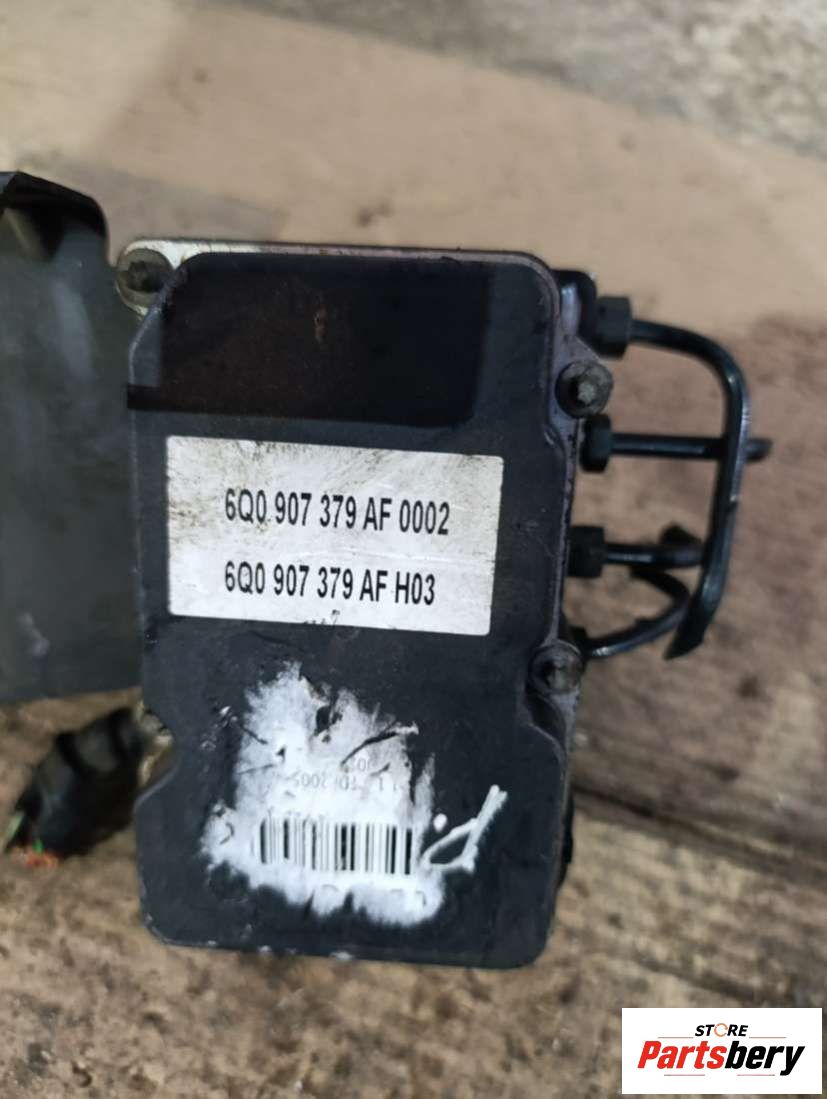 6Q0 907 379 AF 0002
6Q0 907 379 AF H03
STORE
Partsbery